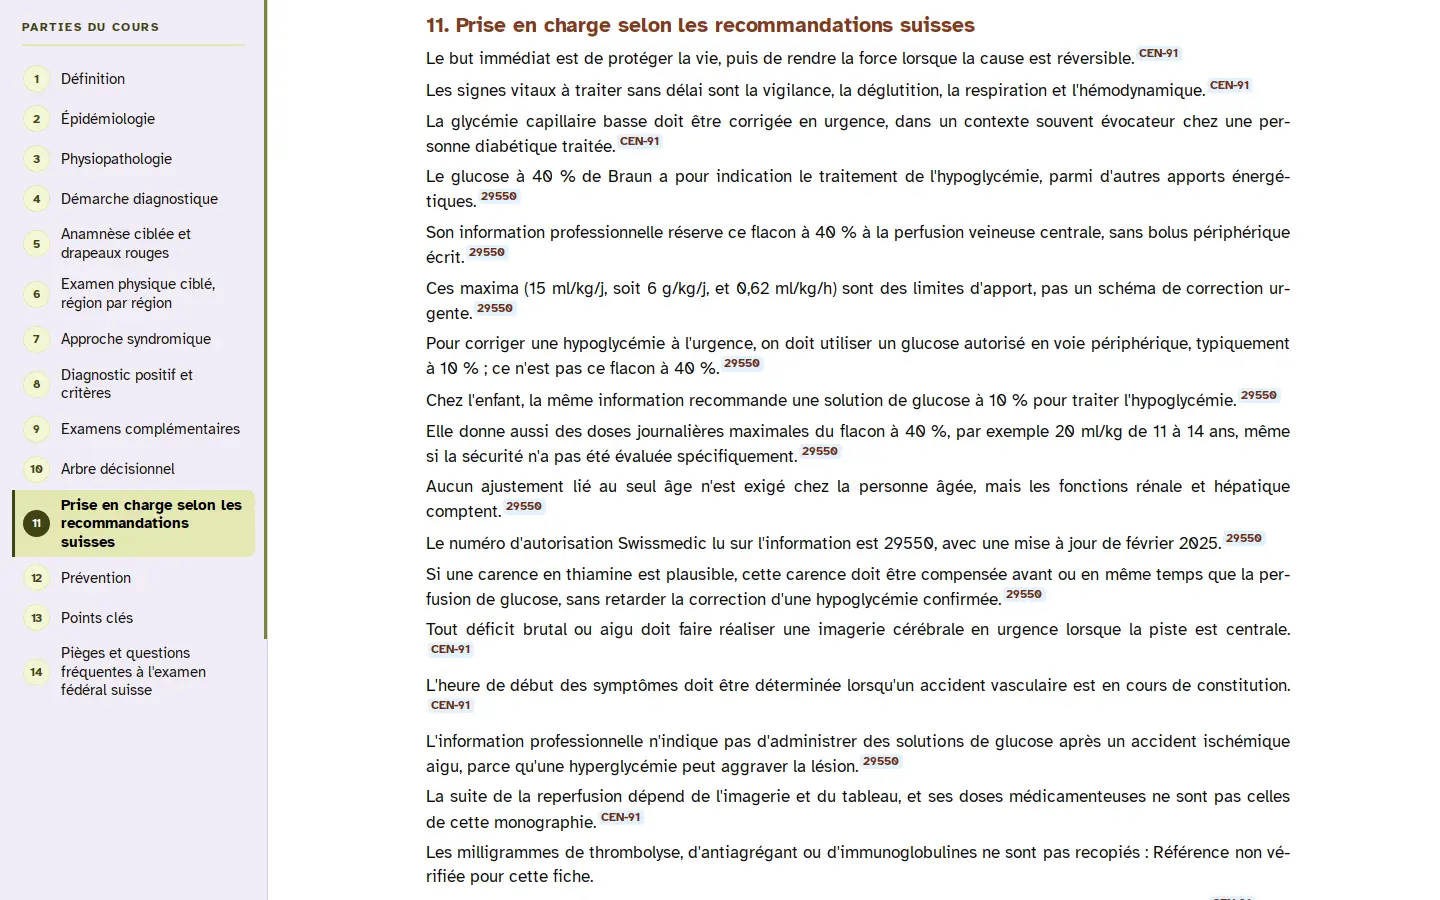 PARTIES DU COURS
1 Définition
2 Épidémiologie
3 Physiopathologie
4 Démarche diagnostique
5 Anamnèse ciblée et
drapeaux rouges
6 Examen physique ciblé,
région par région
7 Approche syndromique
8 Diagnostic positif et
critères
9 Examens complémentaires
10 Arbre décisionnel
11 Prise en charge selon les
recommandations
suisses
12 Prévention
13 Points clés
14 Pièges et questions
fréquentes à l'examen
fédéral suisse
11. Prise en charge selon les recommandations suisses
Le but immédiat est de protéger la vie, puis de rendre la force lorsque la cause est réversible. CEN-91
Les signes vitaux à traiter sans délai sont la vigilance, la déglutition, la respiration et l'hémodynamique. CEN-91
La glycémie capillaire basse doit être corrigée en urgence, dans un contexte souvent évocateur chez une per-
sonne diabétique traitée. CEN-91
Le glucose à 40 % de Braun a pour indication le traitement de l'hypoglycémie, parmi d'autres apports énergé-
tiques. 29550
Son information professionnelle réserve ce flacon à 40 % à la perfusion veineuse centrale, sans bolus périphérique
écrit. 29550
Ces maxima (15 ml/kg/j, soit 6 g/kg/j, et 0,62 ml/kg/h) sont des limites d'apport, pas un schéma de correction ur-
gente. 29550
Pour corriger une hypoglycémie à l'urgence, on doit utiliser un glucose autorisé en voie périphérique, typiquement
à 10 % ; ce n'est pas ce flacon à 40 %. 29550
Chez l'enfant, la même information recommande une solution de glucose à 10 % pour traiter l'hypoglycémie. 29550
Elle donne aussi des doses journalières maximales du flacon à 40 %, par exemple 20 ml/kg de 11 à 14 ans, même
si la sécurité n'a pas été évaluée spécifiquement. 29550
Aucun ajustement lié au seul âge n'est exigé chez la personne âgée, mais les fonctions rénale et hépatique
comptent. 29550
Le numéro d'autorisation Swissmedic lu sur l'information est 29550, avec une mise à jour de février 2025. 29550
Si une carence en thiamine est plausible, cette carence doit être compensée avant ou en même temps que la per-
fusion de glucose, sans retarder la correction d'une hypoglycémie confirmée. 29550
Tout déficit brutal ou aigu doit faire réaliser une imagerie cérébrale en urgence lorsque la piste est centrale.
CEN-91
L'heure de début des symptômes doit être déterminée lorsqu'un accident vasculaire est en cours de constitution.
CEN-91
L'information professionnelle n'indique pas d'administrer des solutions de glucose après un accident ischémique
aigu, parce qu'une hyperglycémie peut aggraver la lésion. 29550
La suite de la reperfusion dépend de l'imagerie et du tableau, et ses doses médicamenteuses ne sont pas celles
de cette monographie. CEN-91
Les milligrammes de thrombolyse, d'antiagrégant ou d'immunoglobulines ne sont pas recopiés : Référence non vé-
rifiée pour cette fiche.